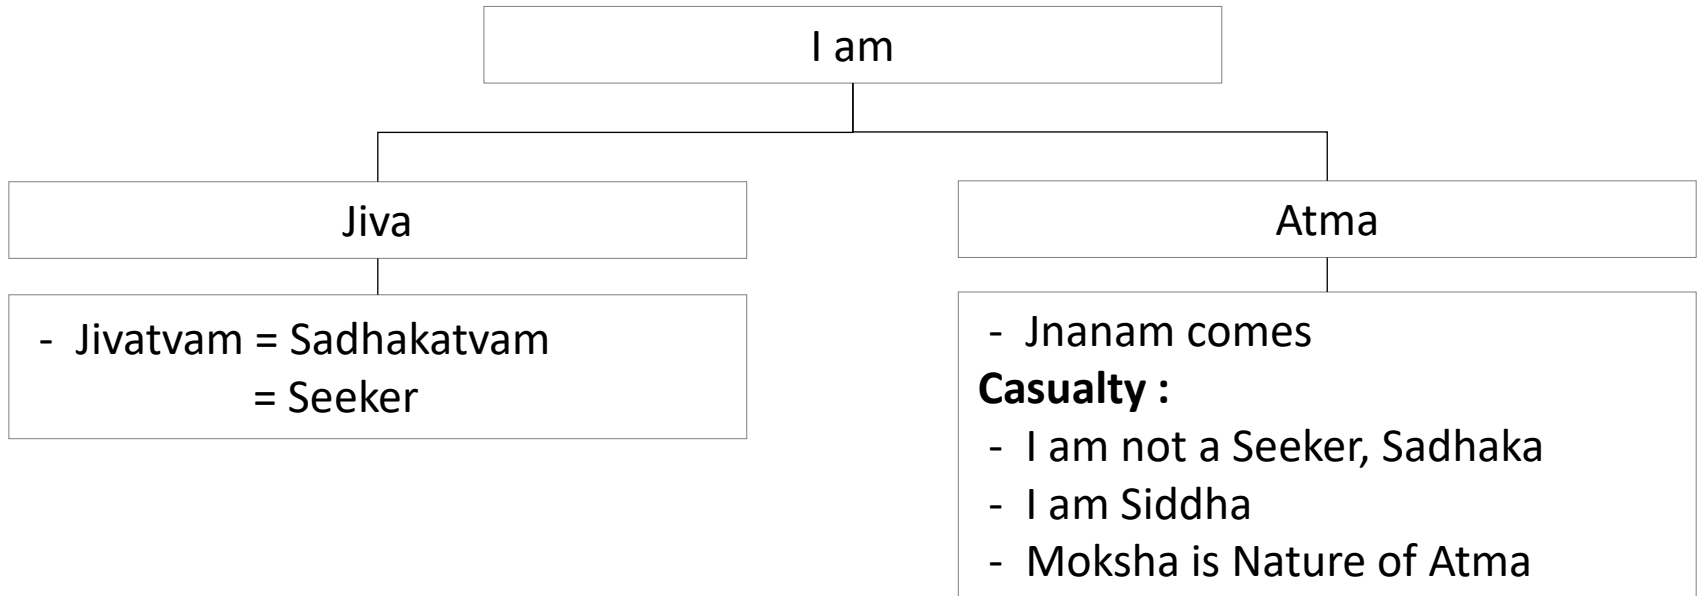 I am
Jiva
Atma
- Jivatvam = Sadhakatvam
= Seeker
- Jnanam comes
Casualty :
- I am not a Seeker, Sadhaka
- I am Siddha
- Moksha is Nature of Atma